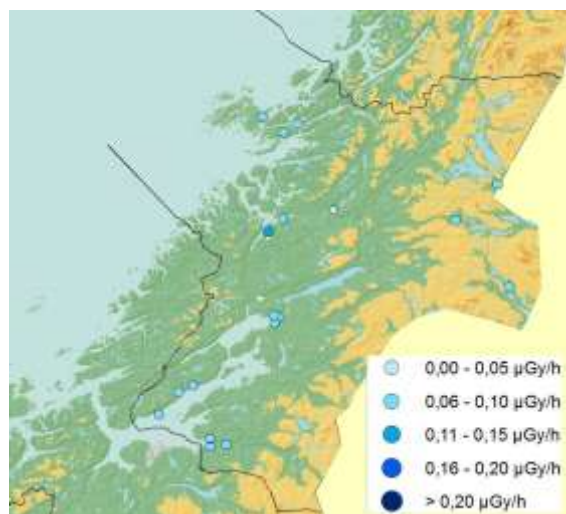 0,00 - 0,05 µGy/h
0,06 - 0,10 µGy/h
0,11 - 0,15 µGy/h
0,16 - 0,20 µGy/h
> 0,20 µGy/h